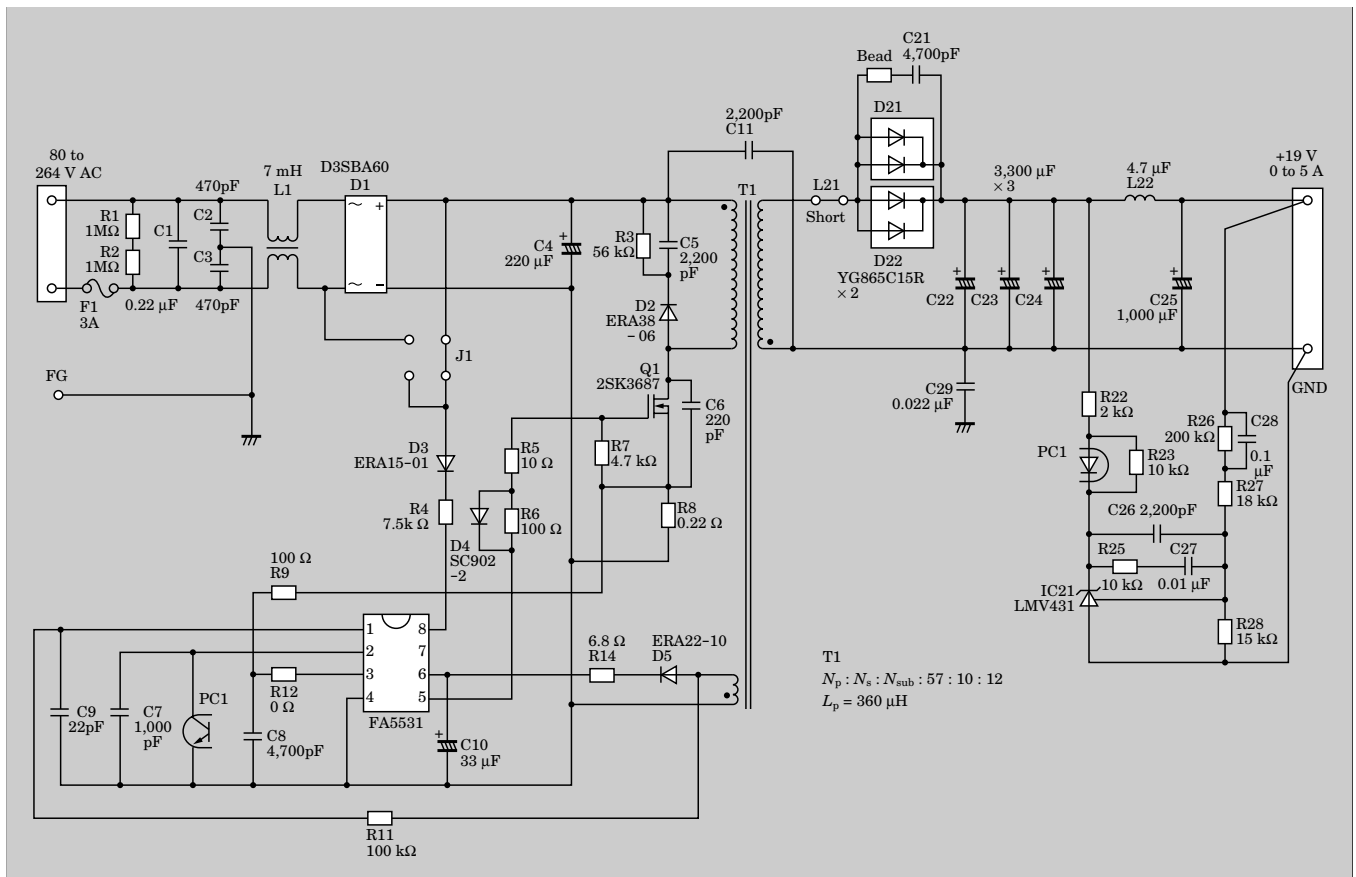 C21
4,700pF
Bead
D21
2,200pF
C11
80 to
264 V AC
D3SBA60
D1
7 mH
L1
470pF
+19 V
0 to 5 A
3,300 µF
× 3
4.7 µF
L22
T1
L21
Short
R1
1MΩ
C2
C1
R2
1MΩ
C3
~
+
~
−
+
C4
220 µF
R3
56 kΩ
C5
2,200
pF
D22
YG865C15R
× 2
+
C22
+
C23
+
C24
+
C25
1,000 µF
F1
3A
0.22 µF
470pF
D2
ERA38
− 06
J1
Q1
2SK3687
FG
C29
0.022 µF
GND
C6
220
pF
R22
2 kΩ
R26
200 kΩ
C28
0.1
µF
D3
ERA15−01
R5
10 Ω
R7
4.7 kΩ
PC1
R23
10 kΩ
R27
18 kΩ
R4
7.5k Ω
R6
100 Ω
R8
0.22 Ω
C26 2,200pF
D4
SC902
−2
100 Ω
R9
R25
10 kΩ
C27
0.01 µF
IC21
LMV431
R28
15 kΩ
1
8
2
7
3
6
4
5
FA5531
6.8 Ω
R14
ERA22−10
D5
T1
Np : Ns : Nsub : 57 : 10 : 12
Lp = 360 µH
R12
0 Ω
PC1
C9
22pF
C7
1,000
pF
C8
4,700pF
+
C10
33 µF
R11
100 kΩ